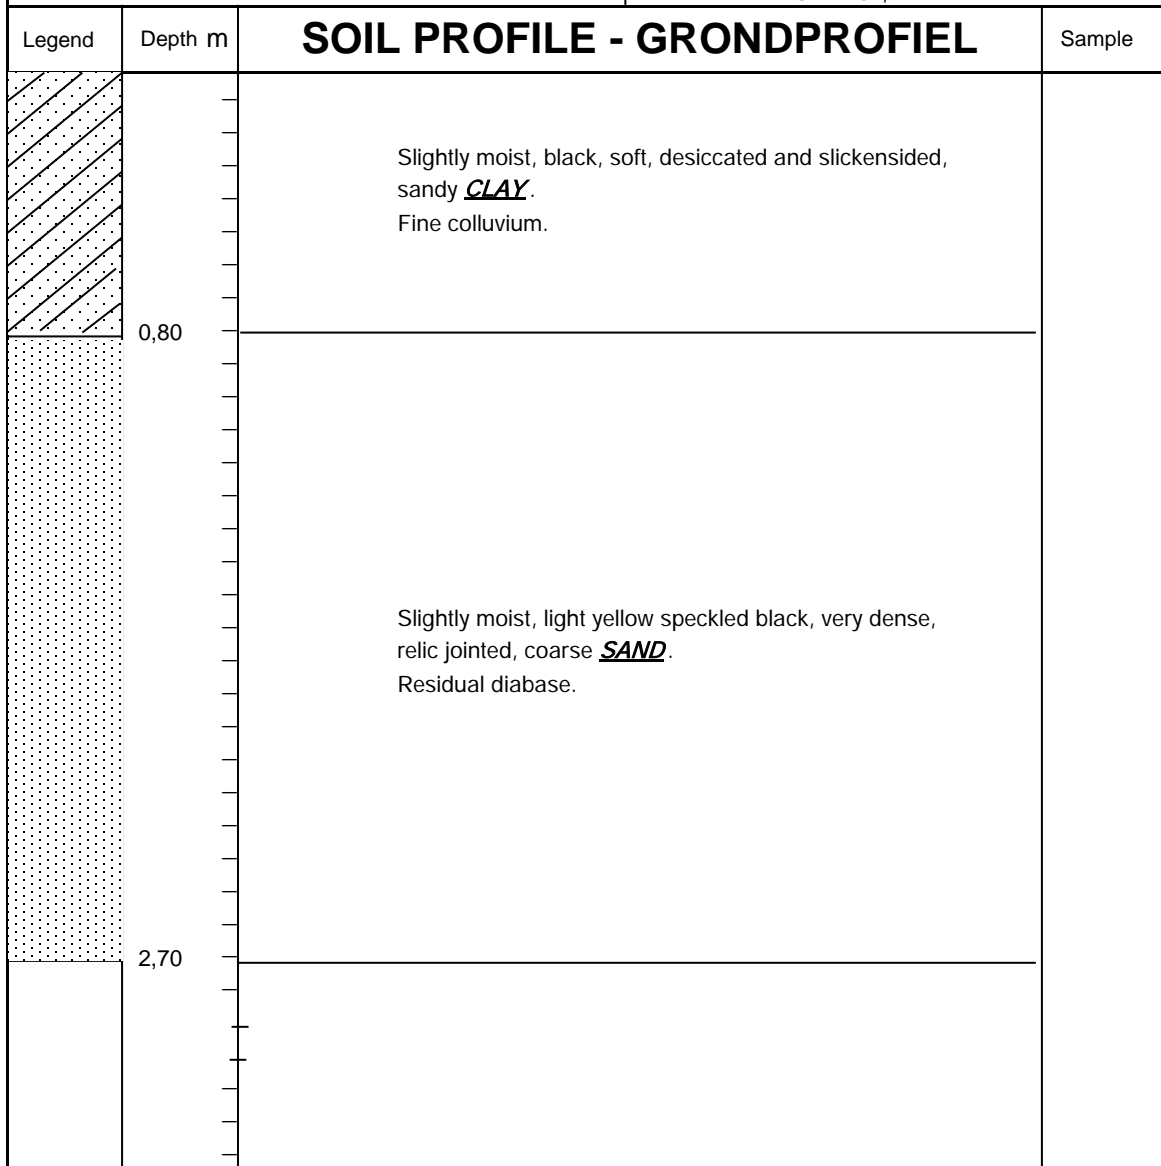 Legend Depth m SOIL PROFILE - GRONDPROFIEL Sample
Slightly moist, black, soft, desiccated and slickensided,
sandy CLAY.
Fine colluvium.
0,80
Slightly moist, light yellow speckled black, very dense,
relic jointed, coarse SAND.
Residual diabase.
2,70